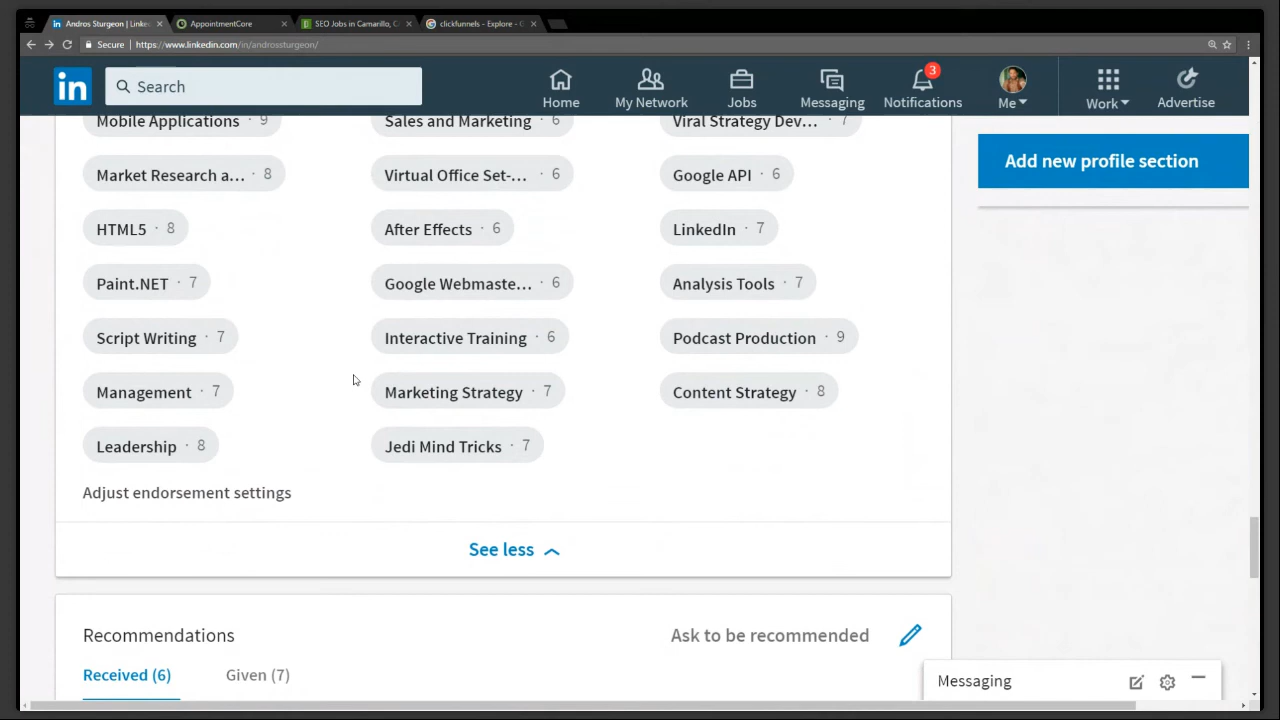 Andros Sturgeon | Linke
AppointmentCore
SEO Jobs in Camarillo, C
clickfunnels - Explore - G
Secure | https://www.linkedin.com/in/androssturgeon/
in
Search
Home
My Network
Jobs
Messaging
3
Notifications
Me
Work
Advertise
Mobile Applications · 9
Sales and Marketing · 6
Viral Strategy Dev... · 7
Add new profile section
Market Research a... · 8
Virtual Office Set-... · 6
Google API · 6
HTML5 · 8
After Effects · 6
LinkedIn · 7
Paint.NET · 7
Google Webmaste... · 6
Analysis Tools · 7
Script Writing · 7
Interactive Training · 6
Podcast Production · 9
Management · 7
Marketing Strategy · 7
Content Strategy · 8
Leadership · 8
Jedi Mind Tricks · 7
Adjust endorsement settings
See less
Recommendations
Ask to be recommended
Received (6)
Given (7)
Messaging